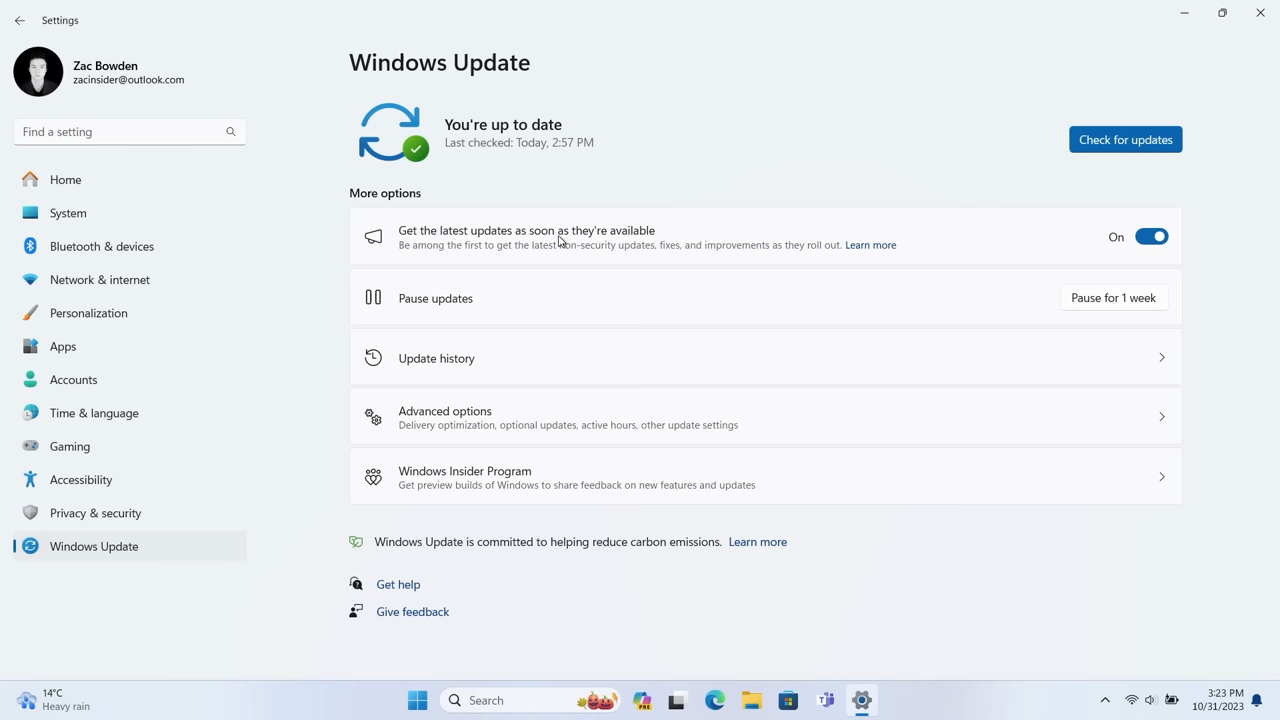 Settings
Zac Bowden
zacinsider@outlook.com
Find a setting
Home
System
Bluetooth & devices
Network & internet
Personalization
Apps
Accounts
Time & language
Gaming
Accessibility
Privacy & security
Windows Update
Windows Update
You're up to date
Last checked: Today, 2:57 PM
Check for updates
More options
Get the latest updates as soon as they're available
Be among the first to get the latest non-security updates, fixes, and improvements as they roll out. Learn more
On
Pause updates
Pause for 1 week
Update history
Advanced options
Delivery optimization, optional updates, active hours, other update settings
Windows Insider Program
Get preview builds of Windows to share feedback on new features and updates
Windows Update is committed to helping reduce carbon emissions. Learn more
Get help
Give feedback
14°C
Heavy rain
Search
3:23 PM
10/31/2023